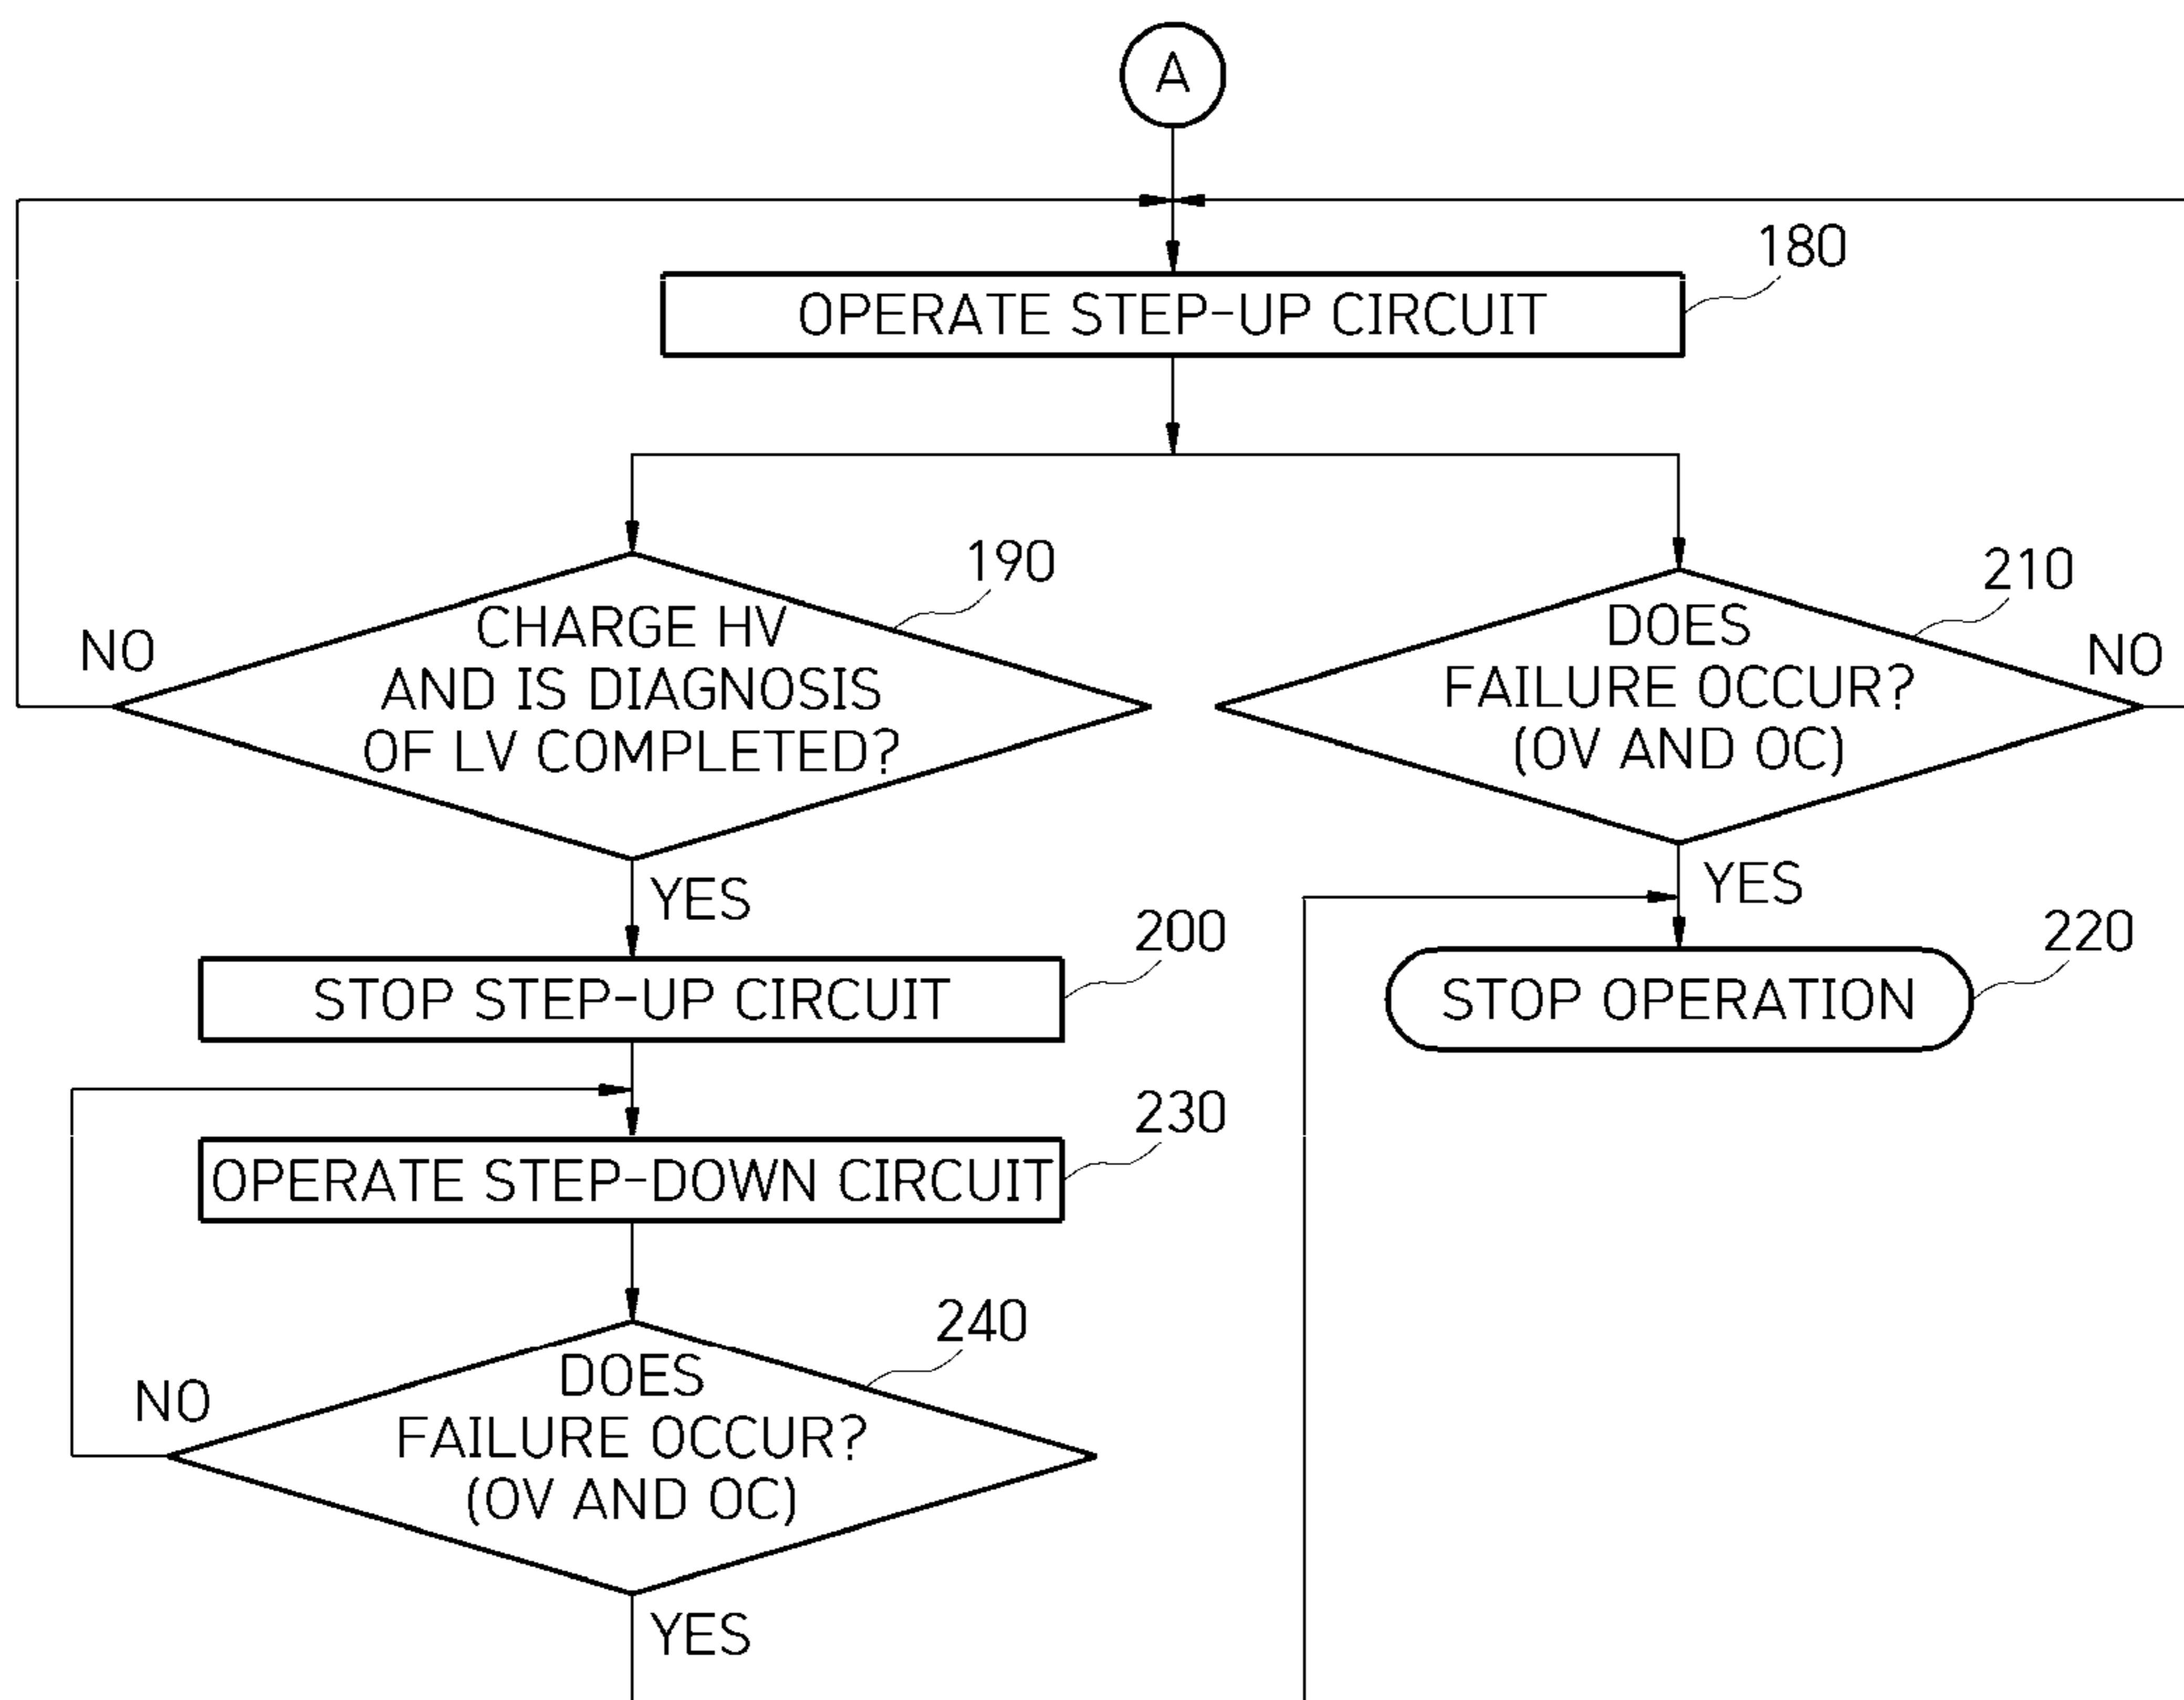 A
180
OPERATE STEP-UP CIRCUIT
190
NO
CHARGE HV
AND IS DIAGNOSIS
OF LV COMPLETED?
210
NO
DOES
FAILURE OCCUR?
(OV AND OC)
YES
YES
200
STOP STEP-UP CIRCUIT
220
STOP OPERATION
230
OPERATE STEP-DOWN CIRCUIT
240
NO
DOES
FAILURE OCCUR?
(OV AND OC)
YES